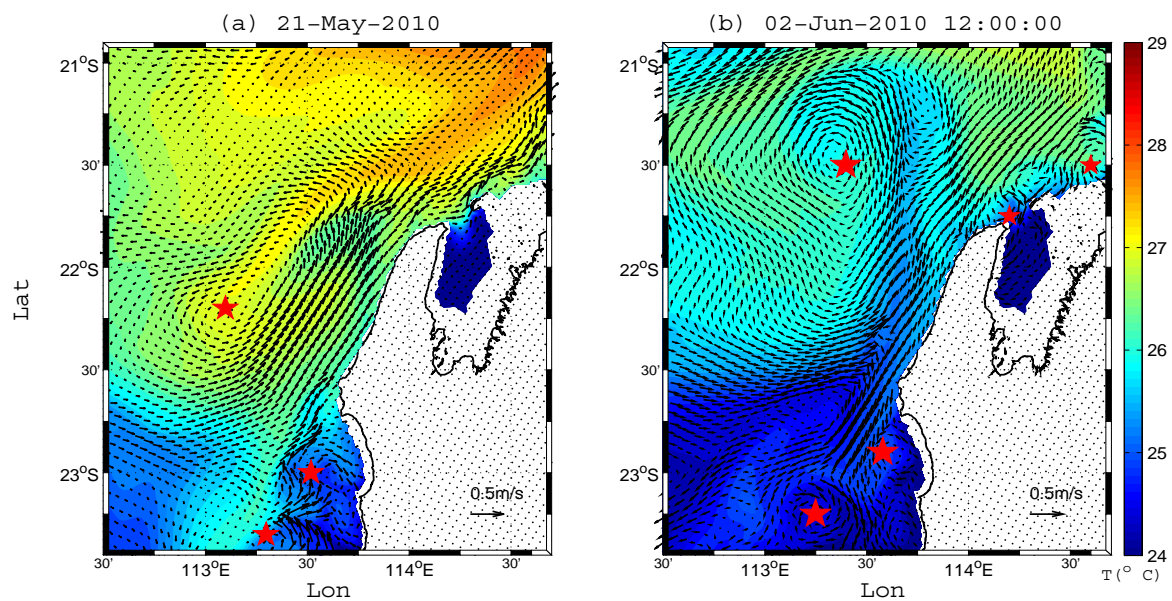 (a) 21-May-2010
(b) 02-Jun-2010 12:00:00
21°S
30'
22°S
30'
23°S
30'
113°E
30'
114°E
30'
Lat
Lon
0.5m/s
21°S
30'
22°S
30'
23°S
30'
113°E
30'
114°E
30'
Lon
0.5m/s
29
28
27
26
25
24
T(° C)